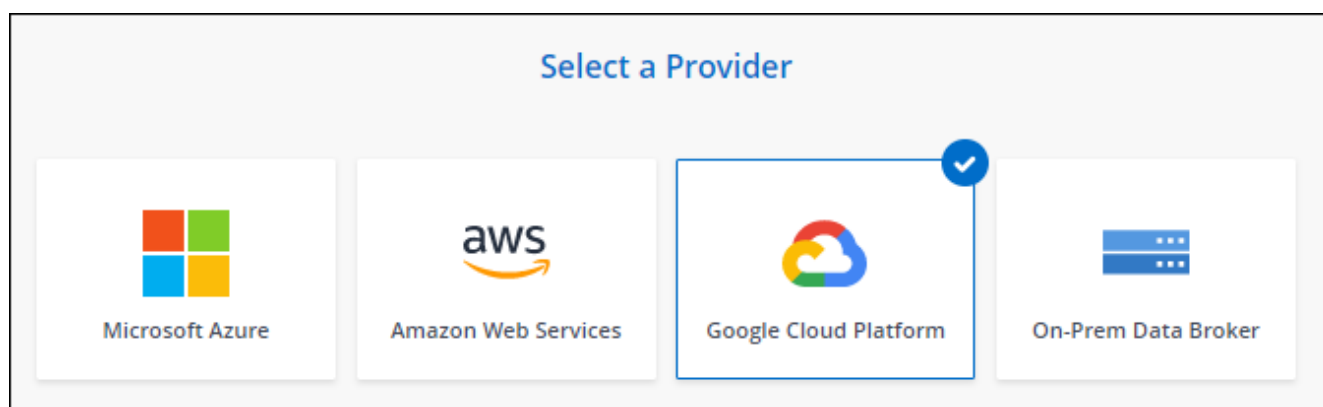 Select a Provider
aws
Microsoft Azure
Amazon Web Services
Google Cloud Platform
On-Prem Data Broker